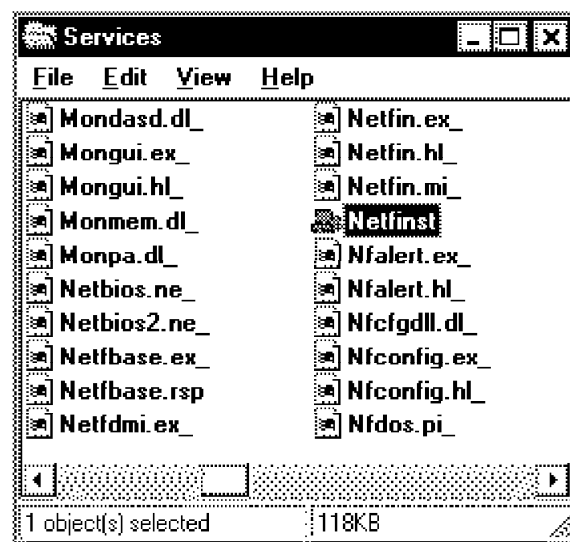 Services
File Edit View Help
Mondasd.dl_
Mongui.ex_
Mongui.hl_
Monmem.dl_
Monpa.dl_
Netbios.ne_
Netbios2.ne_
Netfbase.ex_
Netfbase.rsp
Netfdmi.ex_
Netfin.ex_
Netfin.hl_
Netfin.mi_
Netfinst
Nfalert.ex_
Nfalert.hl_
Nfcfgdll.dl_
Nfconfig.ex_
Nfconfig.hl_
Nfdos.pi_
1 object(s) selected 118KB